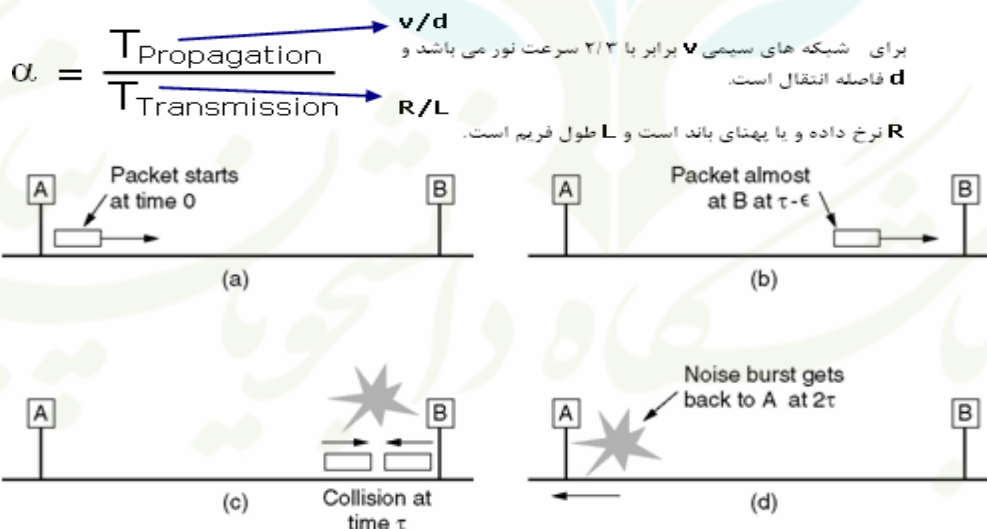 α = T Propagation / T Transmission
v/d
برای شبکه های سیمی v برابر با ۲/۳ سرعت نور می باشد و
d فاصله انتقال است.
R/L
R نرخ داده و یا پهنای باند است و L طول فریم است.
A
Packet starts
at time 0
B
(a)
A
Packet almost
at B at τ-ϵ
B
(b)
A
B
(c)
Collision at
time τ
A
Noise burst gets
back to A at 2τ
B
(d)